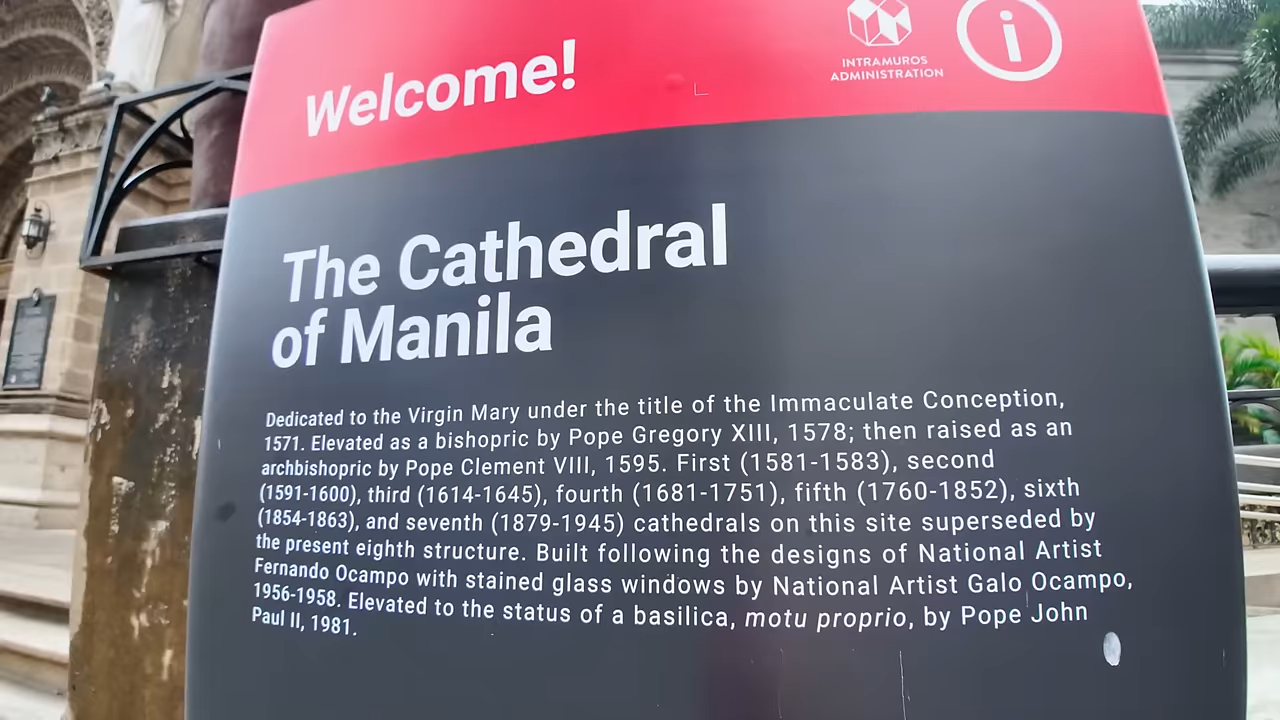 Welcome!
INTRAMUROS
ADMINISTRATION
i
The Cathedral
of Manila
Dedicated to the Virgin Mary under the title of the Immaculate Conception,
1571. Elevated as a bishopric by Pope Gregory XIII, 1578; then raised as an
archbishopric by Pope Clement VIII, 1595. First (1581-1583), second
(1591-1600), third (1614-1645), fourth (1681-1751), fifth (1760-1852), sixth
(1854-1863), and seventh (1879-1945) cathedrals on this site superseded by
the present eighth structure. Built following the designs of National Artist
Fernando Ocampo with stained glass windows by National Artist Galo Ocampo,
1956-1958. Elevated to the status of a basilica, motu proprio, by Pope John
Paul II, 1981.